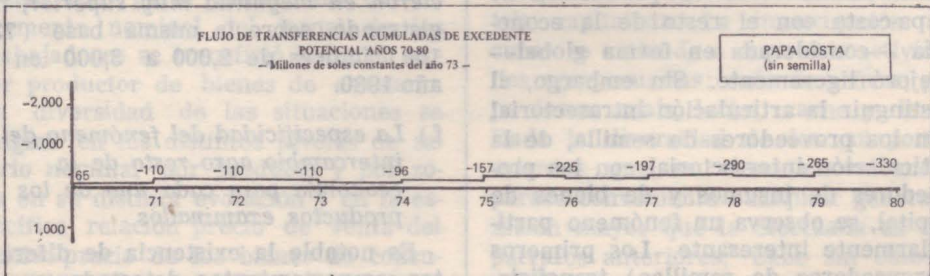 FLUJO DE TRANSFERENCIAS ACUMULADAS DE EXCEDENTE
POTENCIAL AÑOS 70-80
— Millones de soles constantes del año 73 —
PAPA COSTA
(sin semilla)
-2,000
-1,000
-65 -110 -110 -110 -96 -157 -225 -197 -290 -265 -330
71 72 73 74 75 76 77 78 79 80
1,000